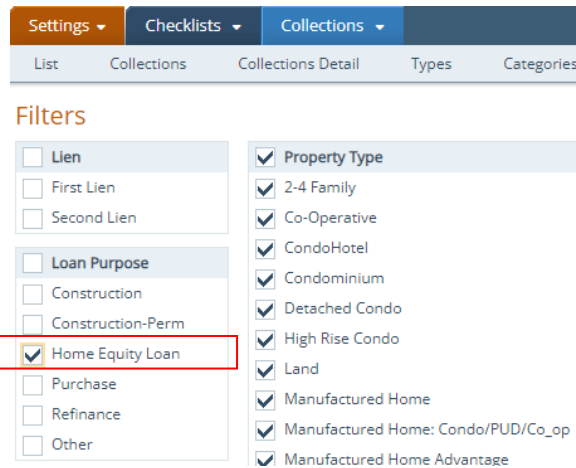 Settings Checklists Collections
List Collections Collections Detail Types Categories
Filters
Lien
First Lien
Second Lien
Loan Purpose
Construction
Construction-Perm
Home Equity Loan
Purchase
Refinance
Other
Property Type
2-4 Family
Co-Operative
CondoHotel
Condominium
Detached Condo
High Rise Condo
Land
Manufactured Home
Manufactured Home: Condo/PUD/Co_op
Manufactured Home Advantage